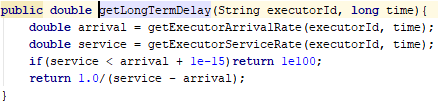 public double getLongTermDelay(String executorId, long time){
double arrival = getExecutorArrivalRate(executorId, time);
double service = getExecutorServiceRate(executorId, time);
if(service < arrival + 1e-15)return 1e100;
return 1.0/(service - arrival);
}